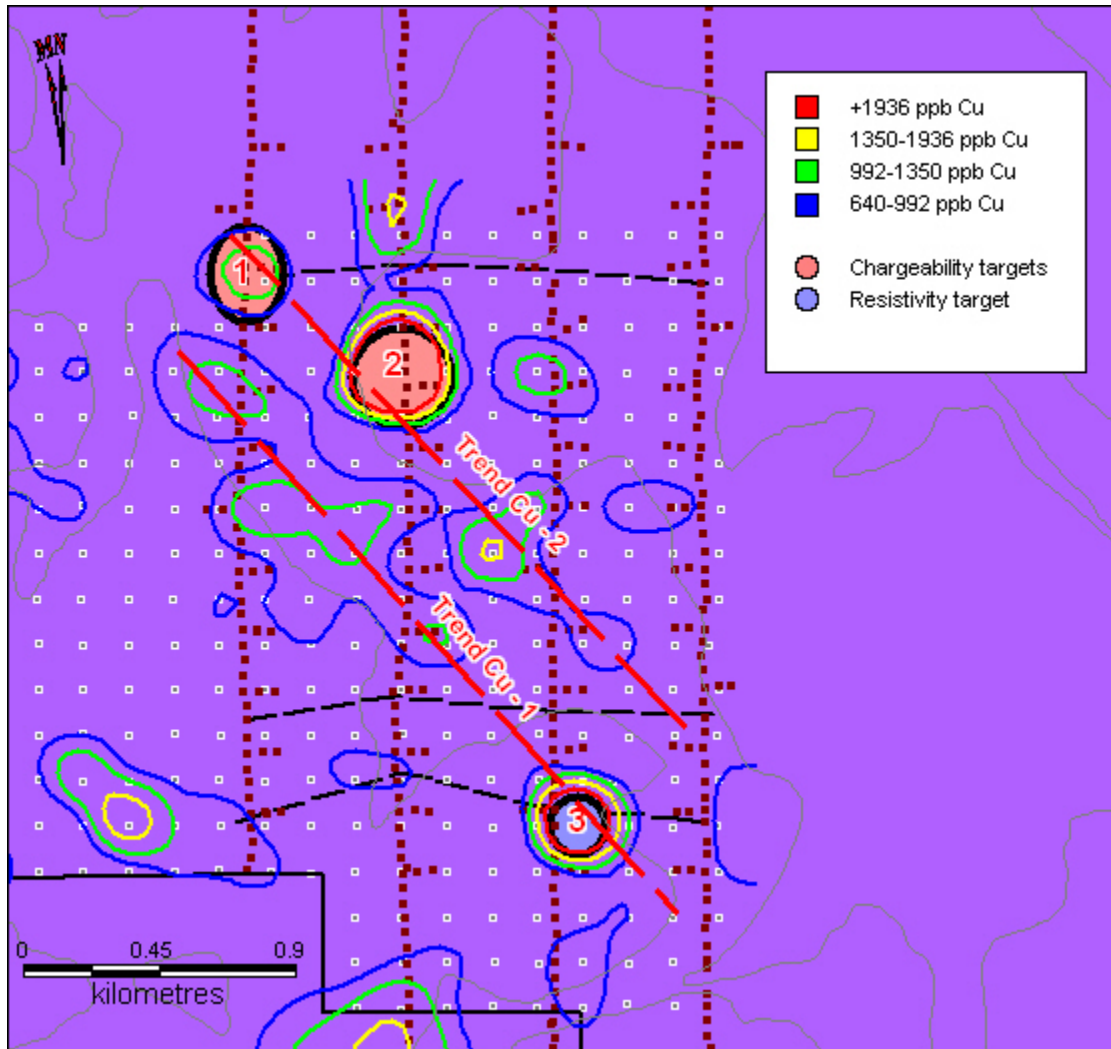 MN
+1936 ppb Cu
1350-1936 ppb Cu
992-1350 ppb Cu
640-992 ppb Cu
Chargeability targets
Resistivity target
1
2
Trend Cu - 2
Trend Cu - 1
3
0 0.45 0.9
kilometres